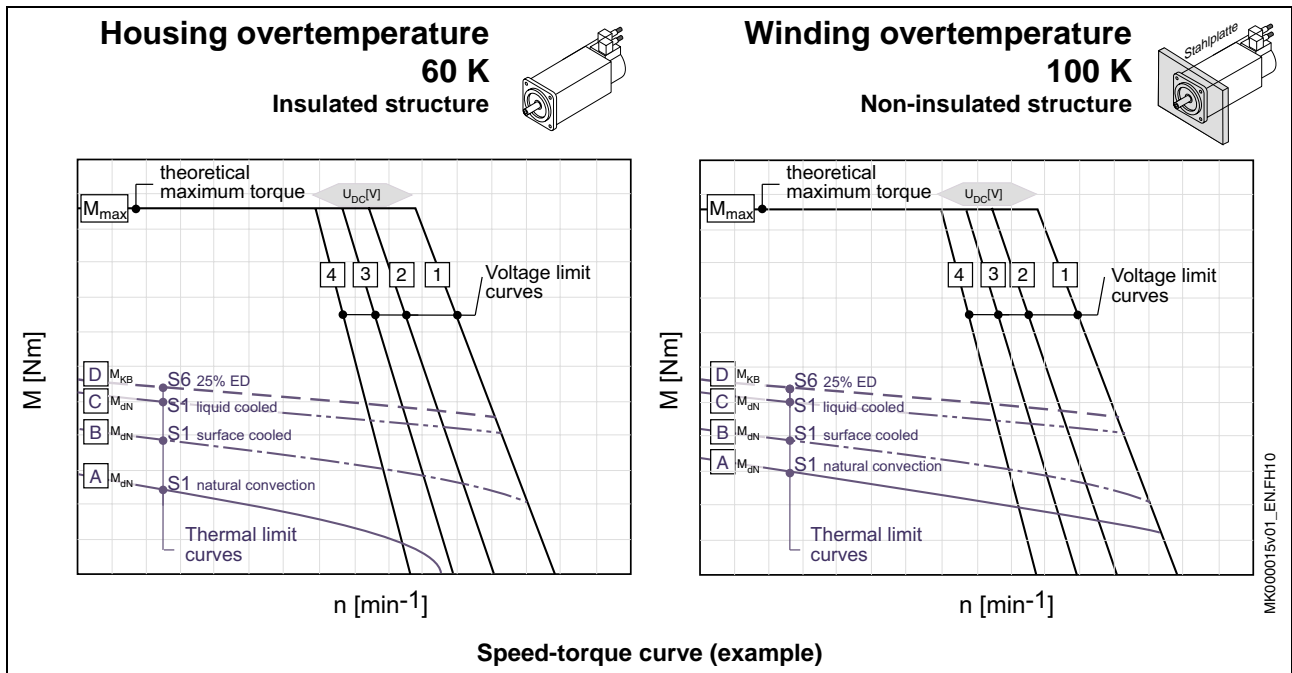 Housing overtemperature
60 K
Insulated structure
theoretical
maximum torque
UDC[V]
Mmax
4 3 2 1
Voltage limit
curves
M [Nm]
D MKB
S6 25% ED
C MdN
S1 liquid cooled
B MdN
S1 surface cooled
A MdN
S1 natural convection
Thermal limit
curves
n [min-1]
Winding overtemperature
100 K
Non-insulated structure
Stahlplatte
theoretical
maximum torque
UDC[V]
Mmax
4 3 2 1
Voltage limit
curves
M [Nm]
D MKB
S6 25% ED
C MdN
S1 liquid cooled
B MdN
S1 surface cooled
A MdN
S1 natural convection
Thermal limit
curves
n [min-1]
MK000015v01_EN.FH10
Speed-torque curve (example)